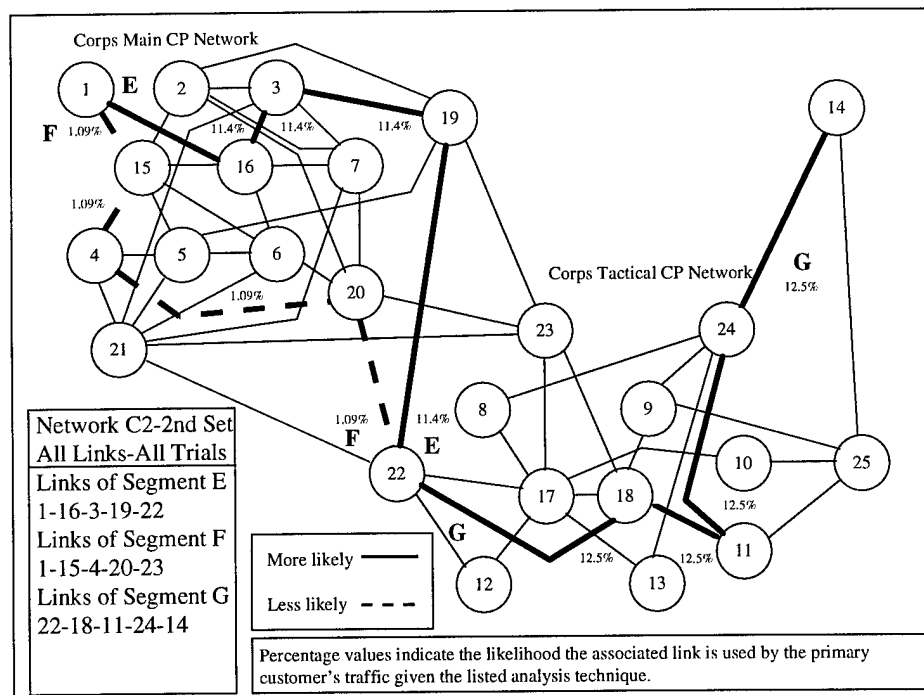 Corps Main CP Network
1
E
2
3
19
14
F
1.09%
11.4%
11.4%
11.4%
15
16
7
1.09%
4
5
6
1.09%
20
Corps Tactical CP Network
G
12.5%
21
23
24
8
9
1.09%
11.4%
F
E
22
10
25
17
18
12.5%
G
11
12.5%
12.5%
12
13
Network C2-2nd Set
All Links-All Trials
Links of Segment E
1-16-3-19-22
Links of Segment F
1-15-4-20-23
Links of Segment G
22-18-11-24-14
More likely
Less likely
Percentage values indicate the likelihood the associated link is used by the primary
customer's traffic given the listed analysis technique.